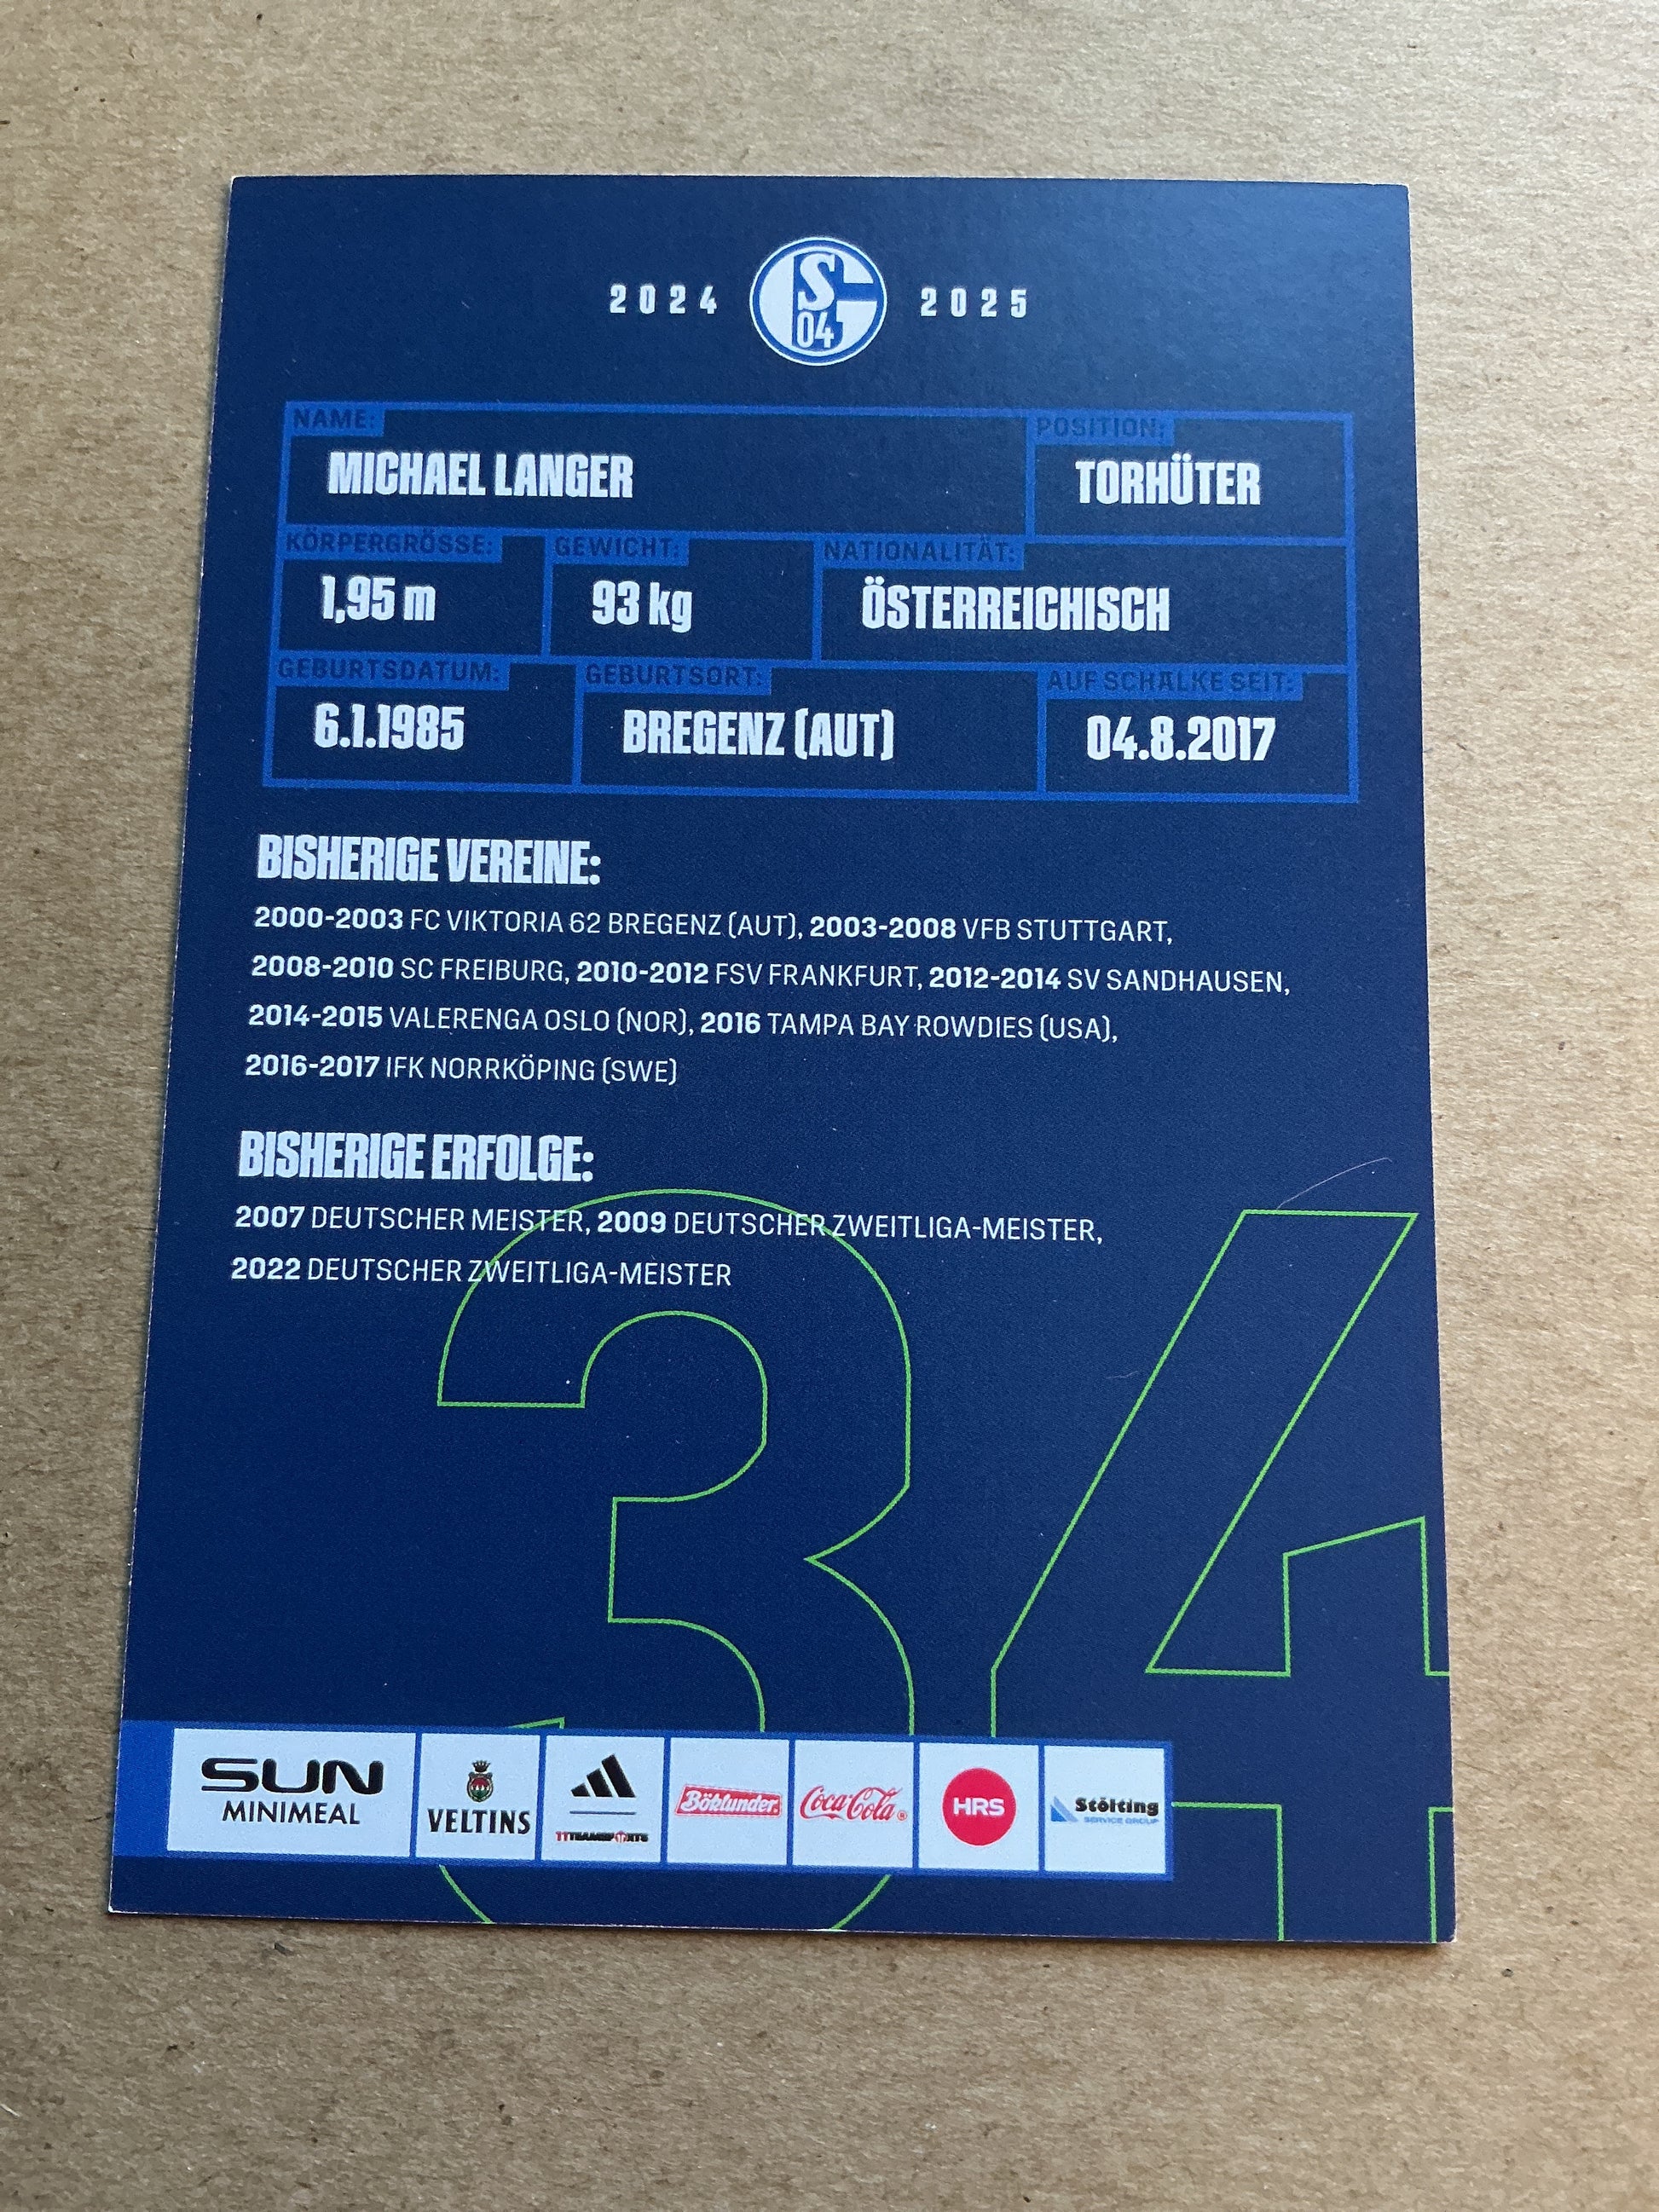 2024 S 04 2025
NAME: POSITION:
MICHAEL LANGER TORHÜTER
KÖRPERGRÖSSE: GEWICHT: NATIONALITÄT:
1,95 m 93 kg ÖSTERREICHISCH
GEBURTSDATUM: GEBURTSORT: AUF SCHALKE SEIT:
6.1.1985 BREGENZ (AUT) 04.8.2017
BISHERIGE VEREINE:
2000-2003 FC VIKTORIA 62 BREGENZ (AUT), 2003-2008 VFB STUTTGART,
2008-2010 SC FREIBURG, 2010-2012 FSV FRANKFURT, 2012-2014 SV SANDHAUSEN,
2014-2015 VALERENGA OSLO (NOR), 2016 TAMPA BAY ROWDIES (USA),
2016-2017 IFK NORRKÖPING (SWE)
BISHERIGE ERFOLGE:
2007 DEUTSCHER MEISTER, 2009 DEUTSCHER ZWEITLIGA-MEISTER,
2022 DEUTSCHER ZWEITLIGA-MEISTER
34
SUN
MINIMEAL
VELTINS
11TEAMSPORTS
Böklunder
Coca-Cola®
HRS
Stölting
SERVICE GROUP